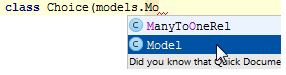 class Choice(models.Mo
C ManyToOneRel
C Model
Did you know that Quick Docume